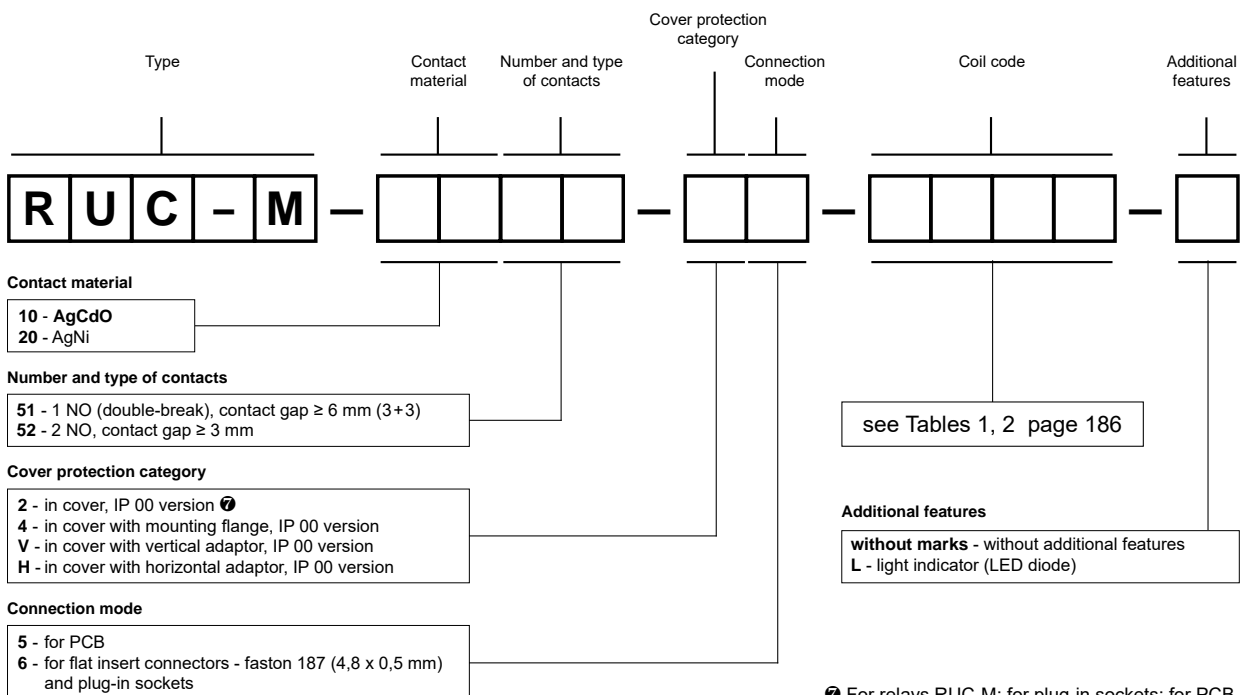 Cover protection
category
Type
Contact
material
Number and type
of contacts
Connection
mode
Coil code
Additional
features
R U C – M – – – –
Contact material
10 - AgCdO
20 - AgNi
Number and type of contacts
51 - 1 NO (double-break), contact gap ≥ 6 mm (3+3)
52 - 2 NO, contact gap ≥ 3 mm
see Tables 1, 2 page 186
Cover protection category
2 - in cover, IP 00 version ❼
4 - in cover with mounting flange, IP 00 version
V - in cover with vertical adaptor, IP 00 version
H - in cover with horizontal adaptor, IP 00 version
Additional features
without marks - without additional features
L - light indicator (LED diode)
Connection mode
5 - for PCB
6 - for flat insert connectors - faston 187 (4,8 x 0,5 mm)
and plug-in sockets
❼ For relays RUC-M: for plug-in sockets; for PCB